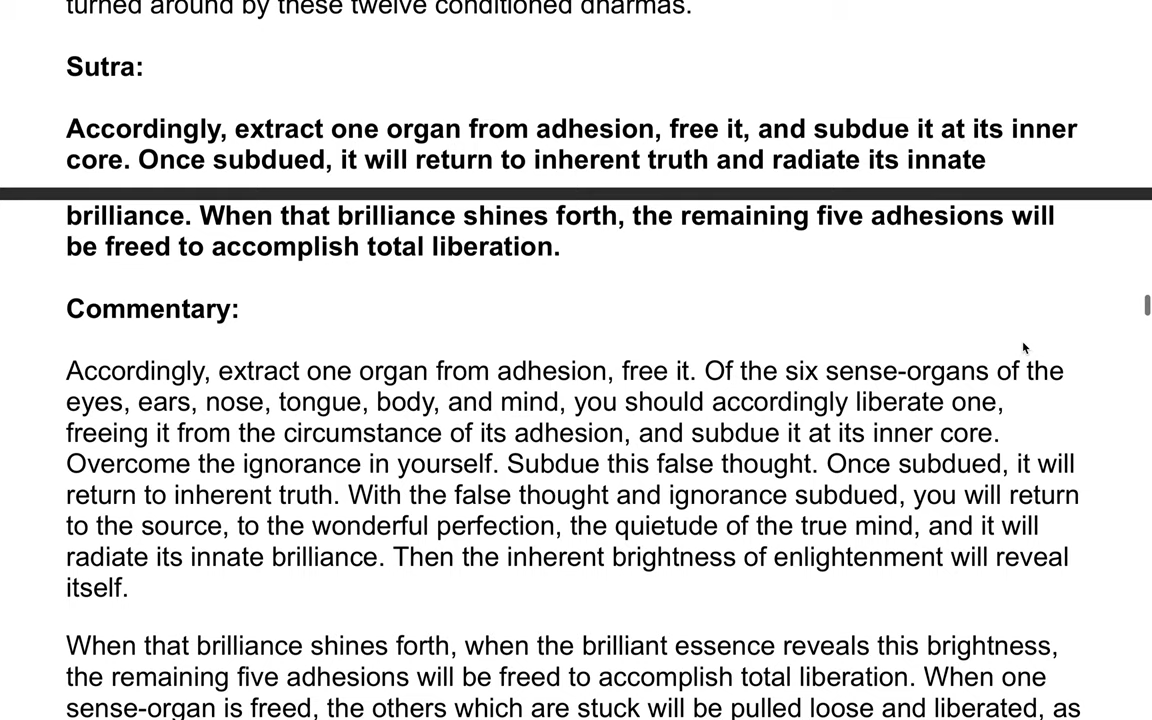 turned around by these twelve conditioned dharmas.
Sutra:
Accordingly, extract one organ from adhesion, free it, and subdue it at its inner
core. Once subdued, it will return to inherent truth and radiate its innate
brilliance. When that brilliance shines forth, the remaining five adhesions will
be freed to accomplish total liberation.
Commentary:
Accordingly, extract one organ from adhesion, free it. Of the six sense-organs of the
eyes, ears, nose, tongue, body, and mind, you should accordingly liberate one,
freeing it from the circumstance of its adhesion, and subdue it at its inner core.
Overcome the ignorance in yourself. Subdue this false thought. Once subdued, it will
return to inherent truth. With the false thought and ignorance subdued, you will return
to the source, to the wonderful perfection, the quietude of the true mind, and it will
radiate its innate brilliance. Then the inherent brightness of enlightenment will reveal
itself.
When that brilliance shines forth, when the brilliant essence reveals this brightness,
the remaining five adhesions will be freed to accomplish total liberation. When one
sense-organ is freed, the others which are stuck will be pulled loose and liberated, as